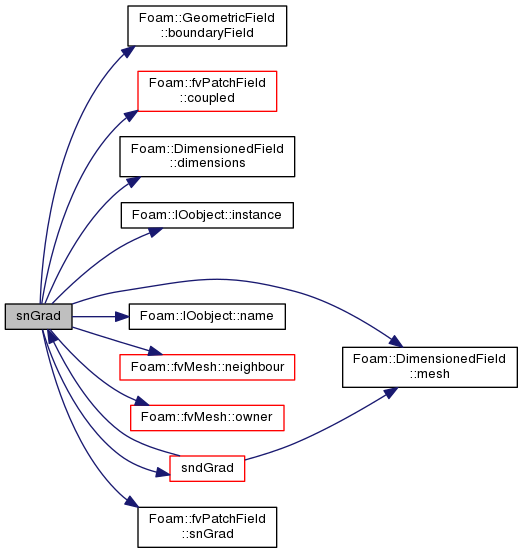 Foam::GeometricField
::boundaryField
Foam::fvPatchField
::coupled
Foam::DimensionedField
::dimensions
Foam::IOobject::instance
snGrad
Foam::IOobject::name
Foam::fvMesh::neighbour
Foam::DimensionedField
::mesh
Foam::fvMesh::owner
sndGrad
Foam::fvPatchField
::snGrad